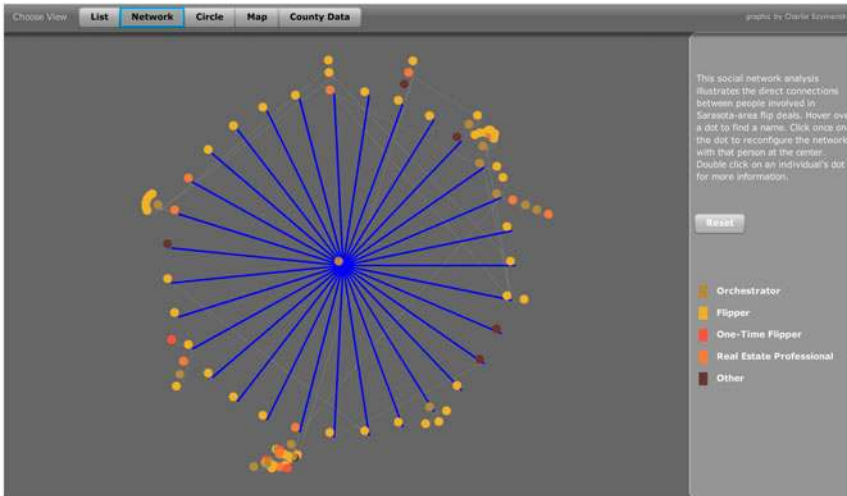 Choose View
List
Network
Circle
Map
County Data
graphic by Charlie Szymanski
This social network analysis
illustrates the direct connections
between people involved in
Sarasota-area flip deals. Hover ove
a dot to find a name. Click once on
the dot to reconfigure the network
with that person at the center.
Double click on an individual's dot
for more information.
Reset
Orchestrator
Flipper
One-Time Flipper
Real Estate Professional
Other